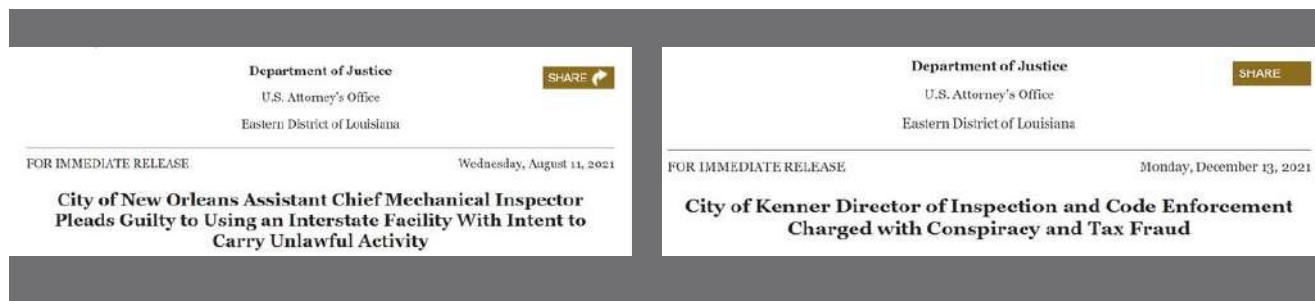 Department of Justice
SHARE
U.S. Attorney's Office
Eastern District of Louisiana
FOR IMMEDIATE RELEASE
Wednesday, August 11, 2021
City of New Orleans Assistant Chief Mechanical Inspector
Pleads Guilty to Using an Interstate Facility With Intent to
Carry Unlawful Activity
Department of Justice
SHARE
U.S. Attorney's Office
Eastern District of Louisiana
FOR IMMEDIATE RELEASE
Monday, December 13, 2021
City of Kenner Director of Inspection and Code Enforcement
Charged with Conspiracy and Tax Fraud